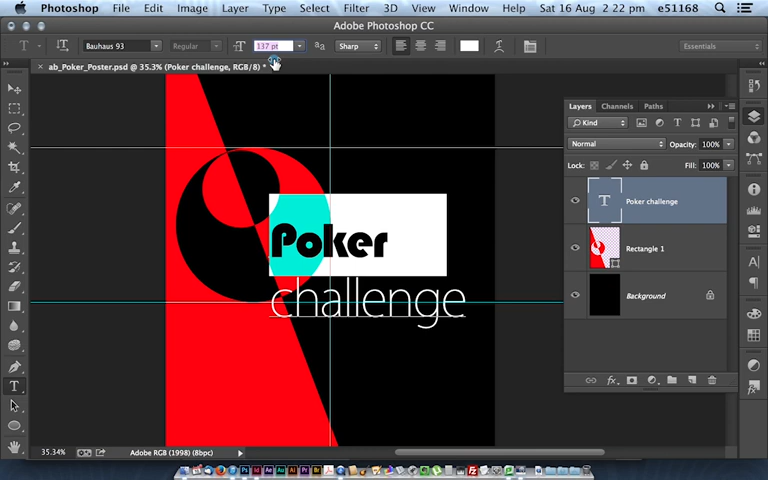 Photoshop File Edit Image Layer Type Select Filter 3D View Window Help Sat 16 Aug 2 22 pm e51168
Adobe Photoshop CC
T Bauhaus 93 Regular 137 pt Sharp Essentials
× ab_Poker_Poster.psd @ 35.3% (Poker challenge, RGB/8) *
Layers Channels Paths
Kind
Normal Opacity: 100%
Lock: Fill: 100%
T Poker challenge
Rectangle 1
Background
Poker
challenge
35.34% Adobe RGB (1998) (8bpc)